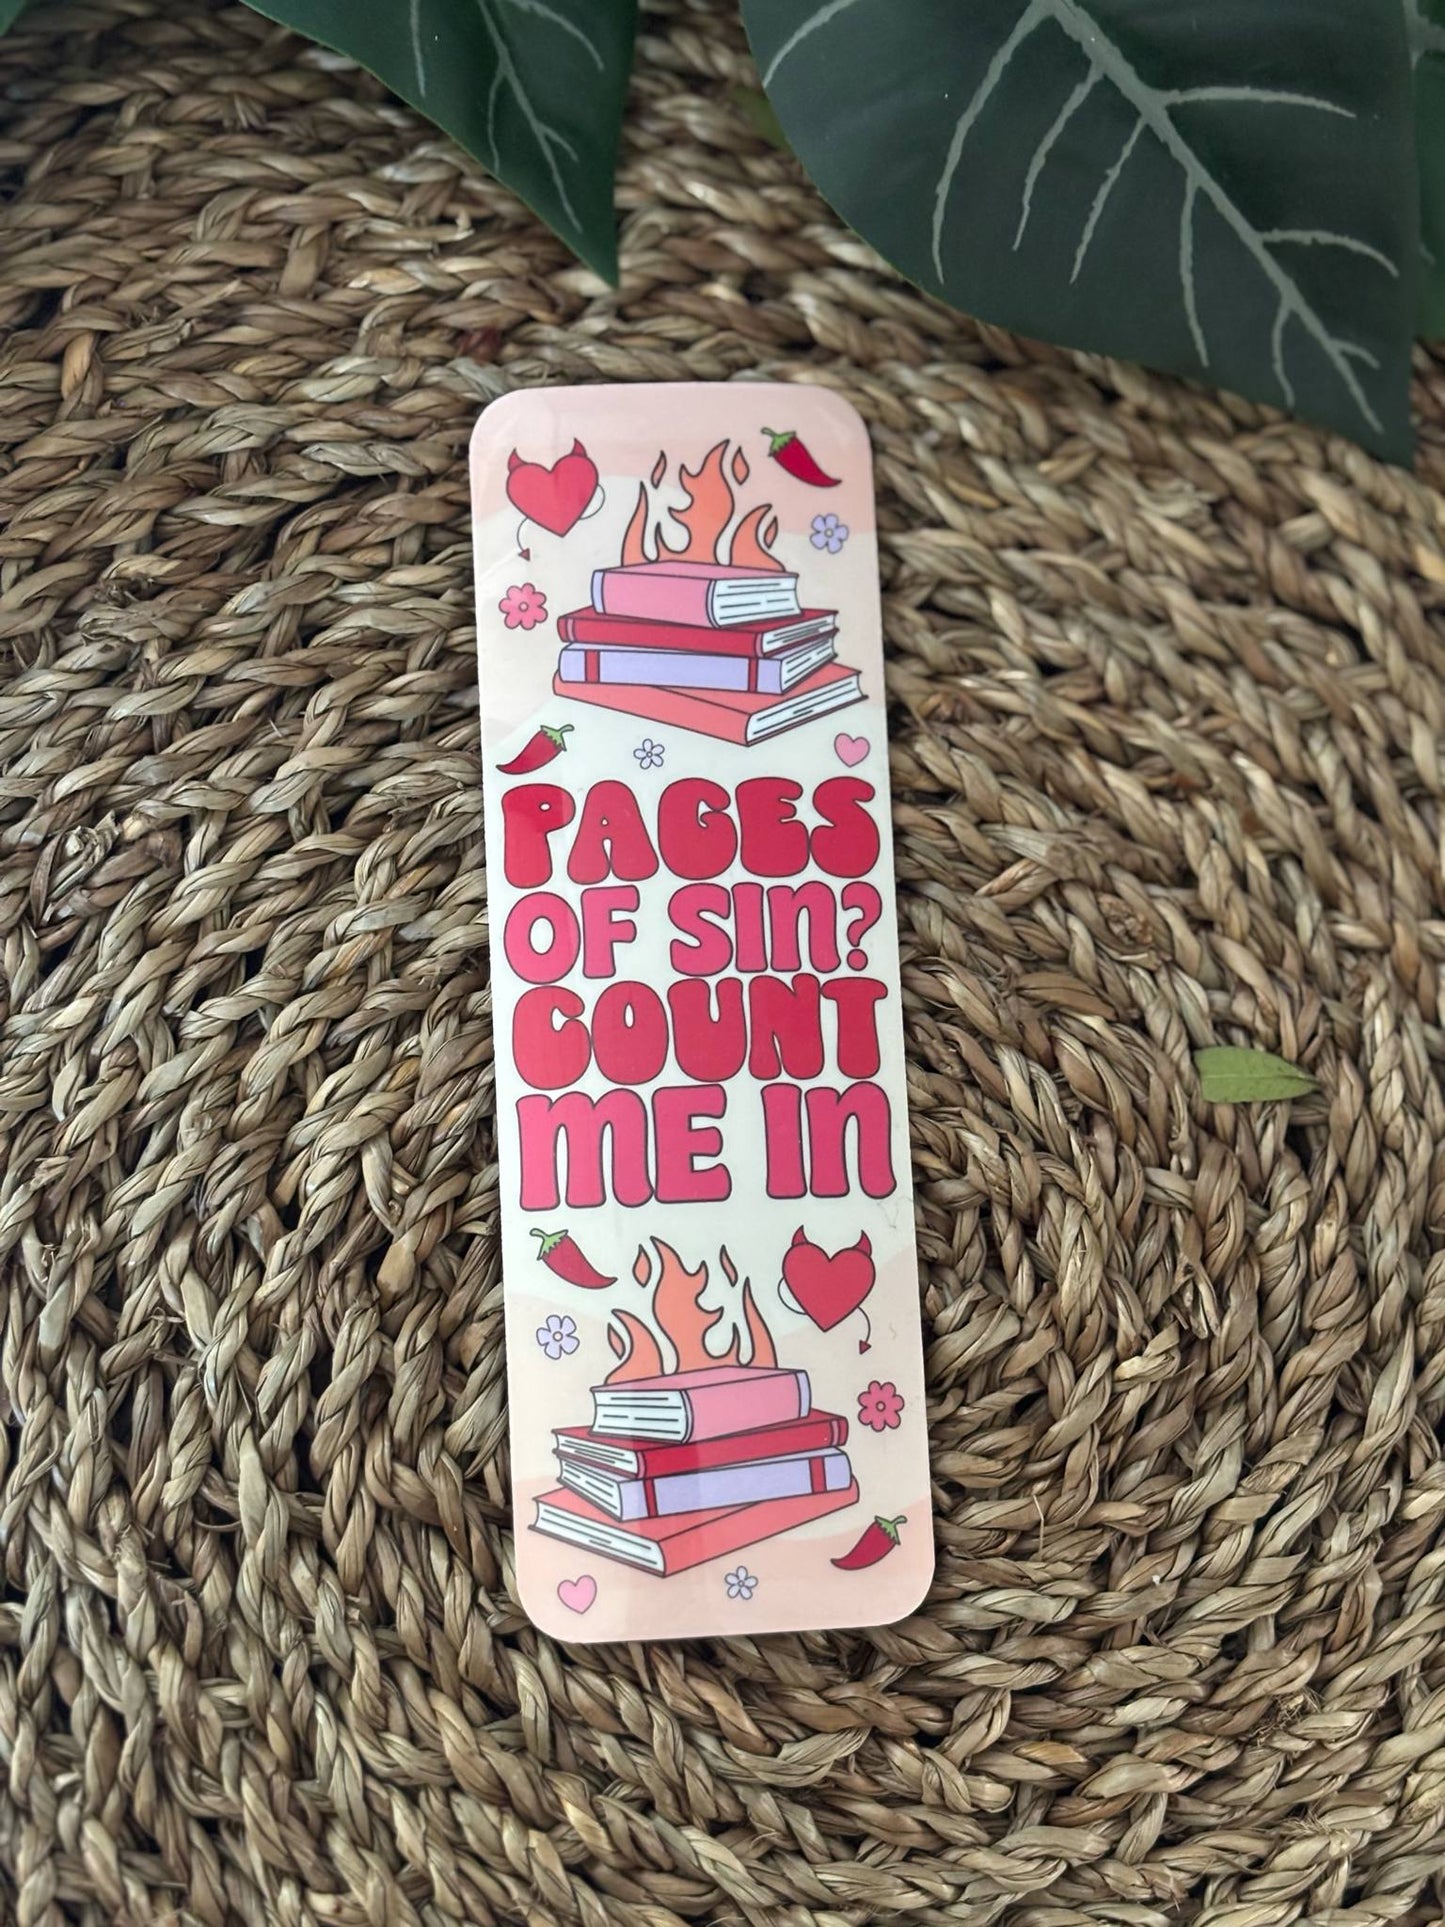 PAGES
OF SIN?
COUNT
ME IN